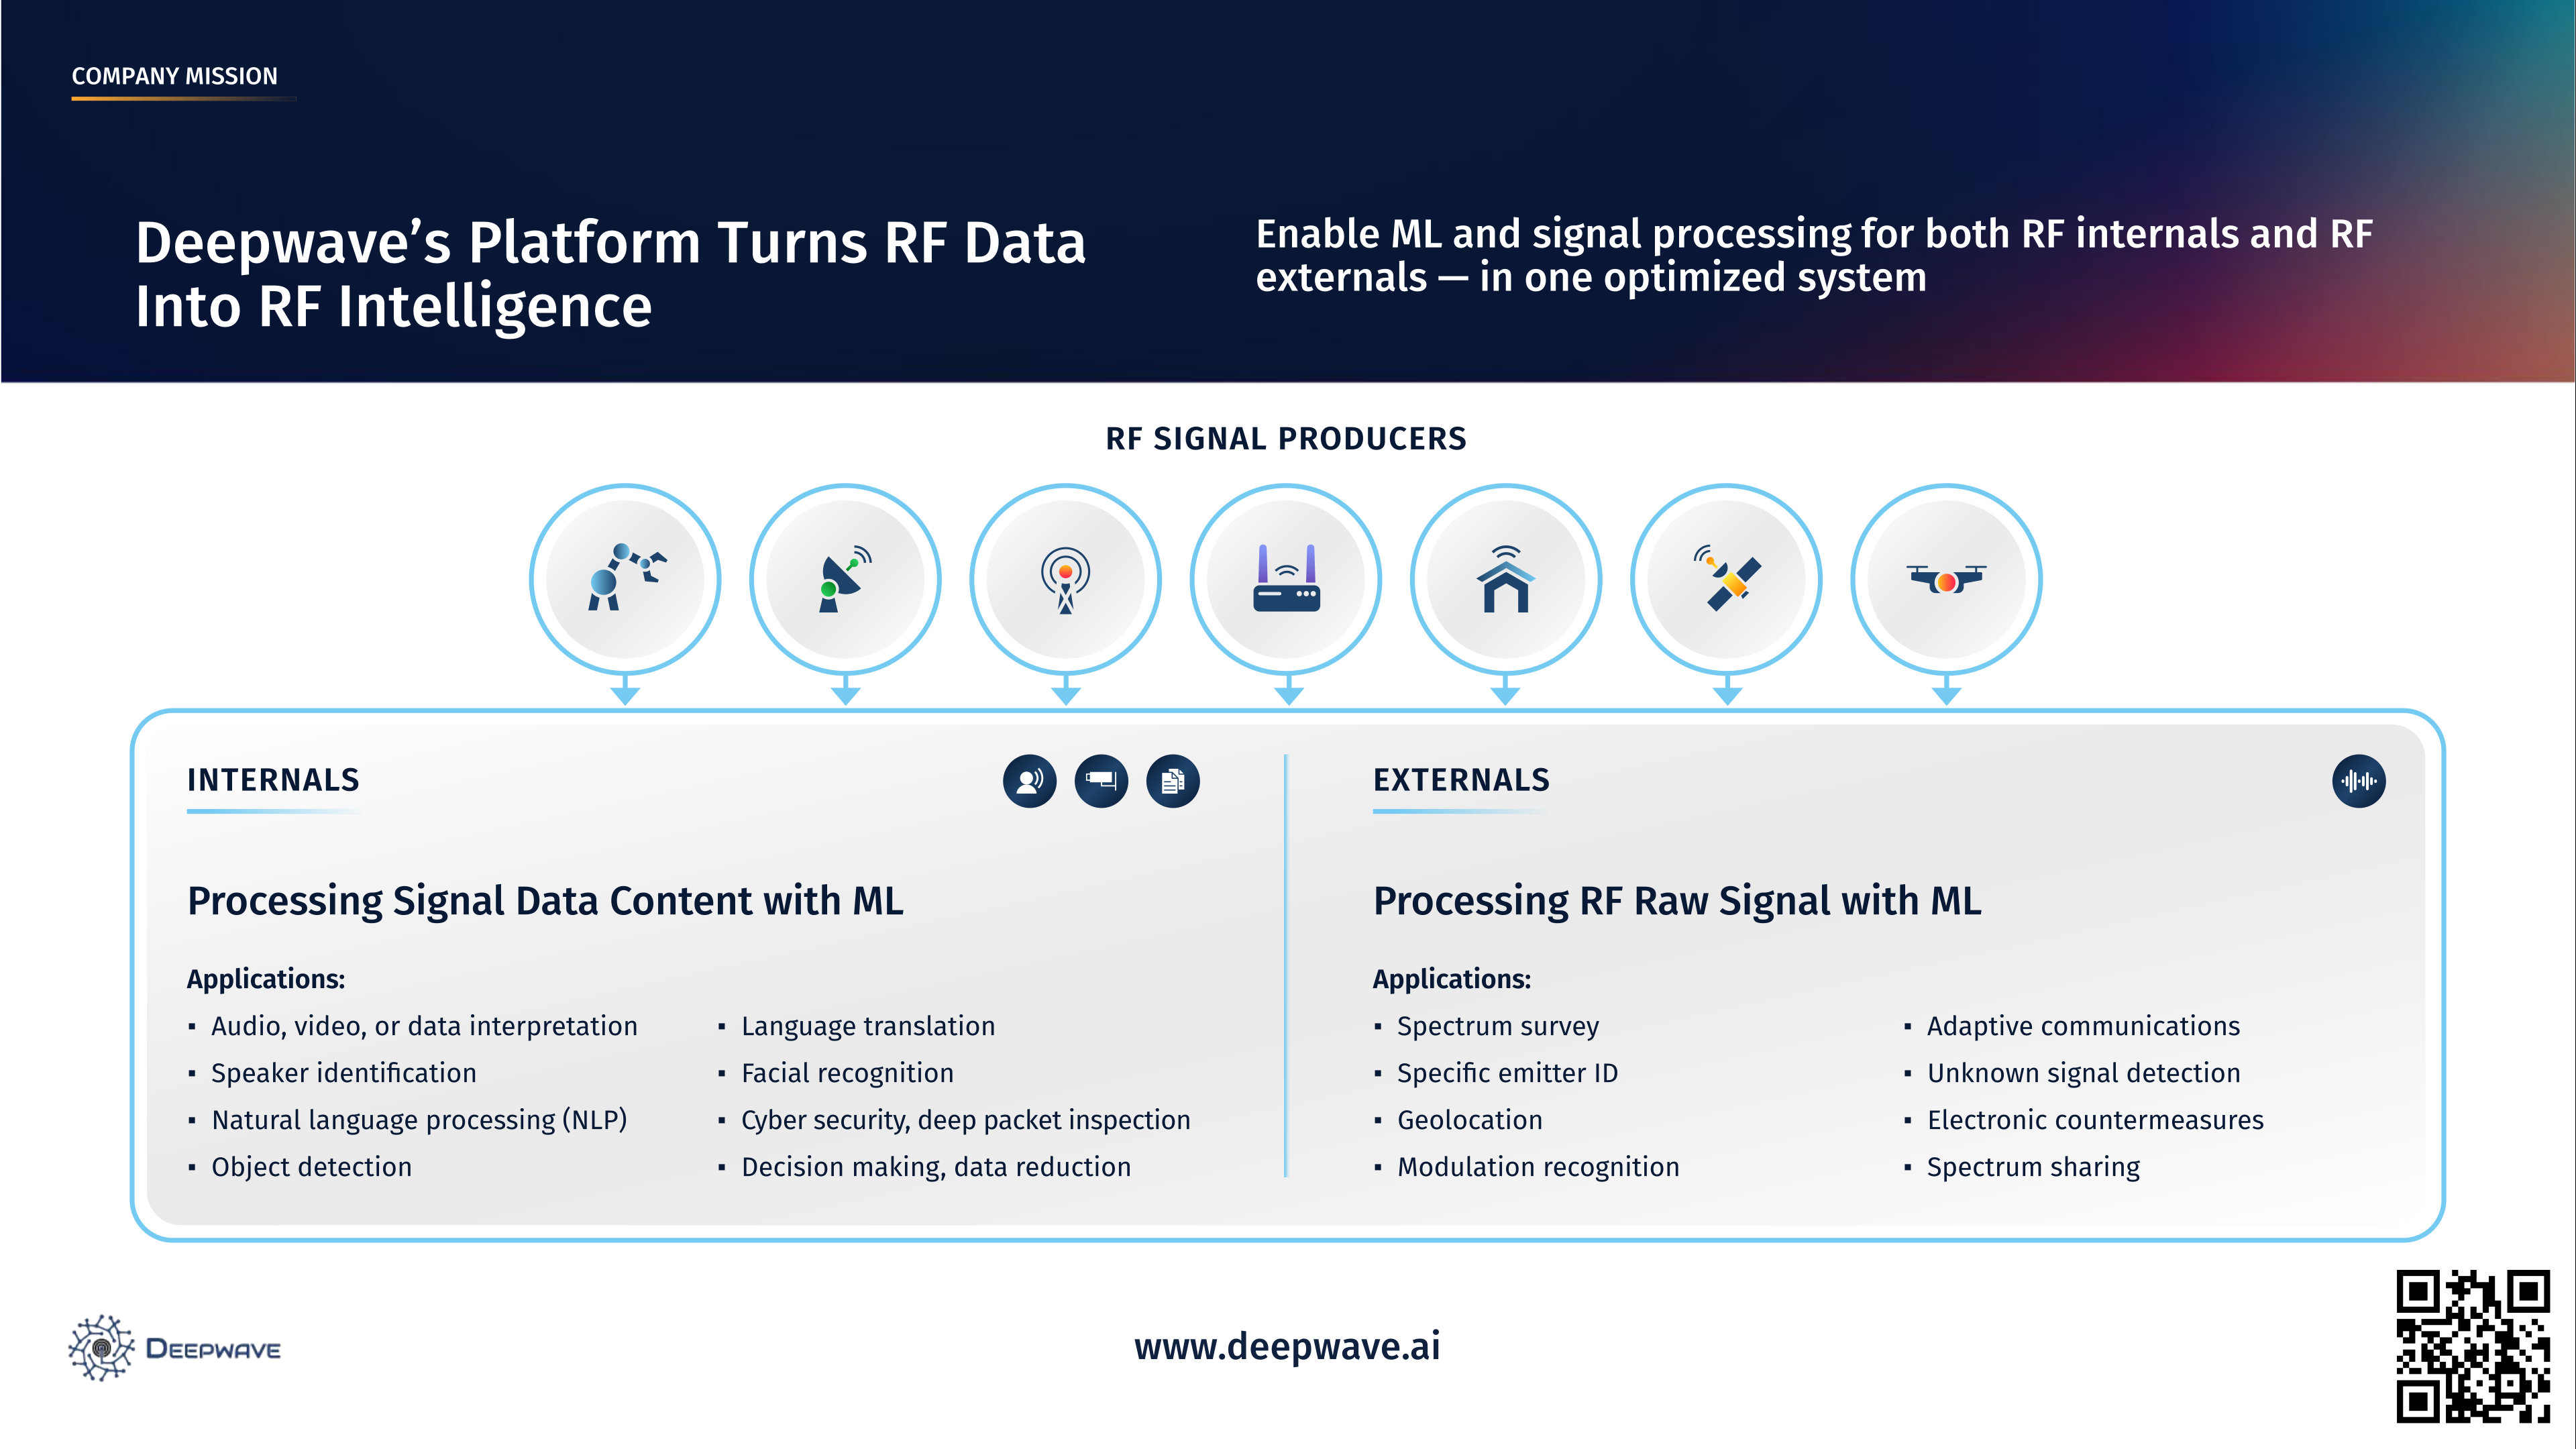 COMPANY MISSION
Deepwave’s Platform Turns RF Data
Into RF Intelligence
Enable ML and signal processing for both RF internals and RF
externals — in one optimized system
RF SIGNAL PRODUCERS
INTERNALS
Processing Signal Data Content with ML
Applications:
▪ Audio, video, or data interpretation
▪ Speaker identification
▪ Natural language processing (NLP)
▪ Object detection
▪ Language translation
▪ Facial recognition
▪ Cyber security, deep packet inspection
▪ Decision making, data reduction
EXTERNALS
Processing RF Raw Signal with ML
Applications:
▪ Spectrum survey
▪ Specific emitter ID
▪ Geolocation
▪ Modulation recognition
▪ Adaptive communications
▪ Unknown signal detection
▪ Electronic countermeasures
▪ Spectrum sharing
DEEPWAVE
www.deepwave.ai